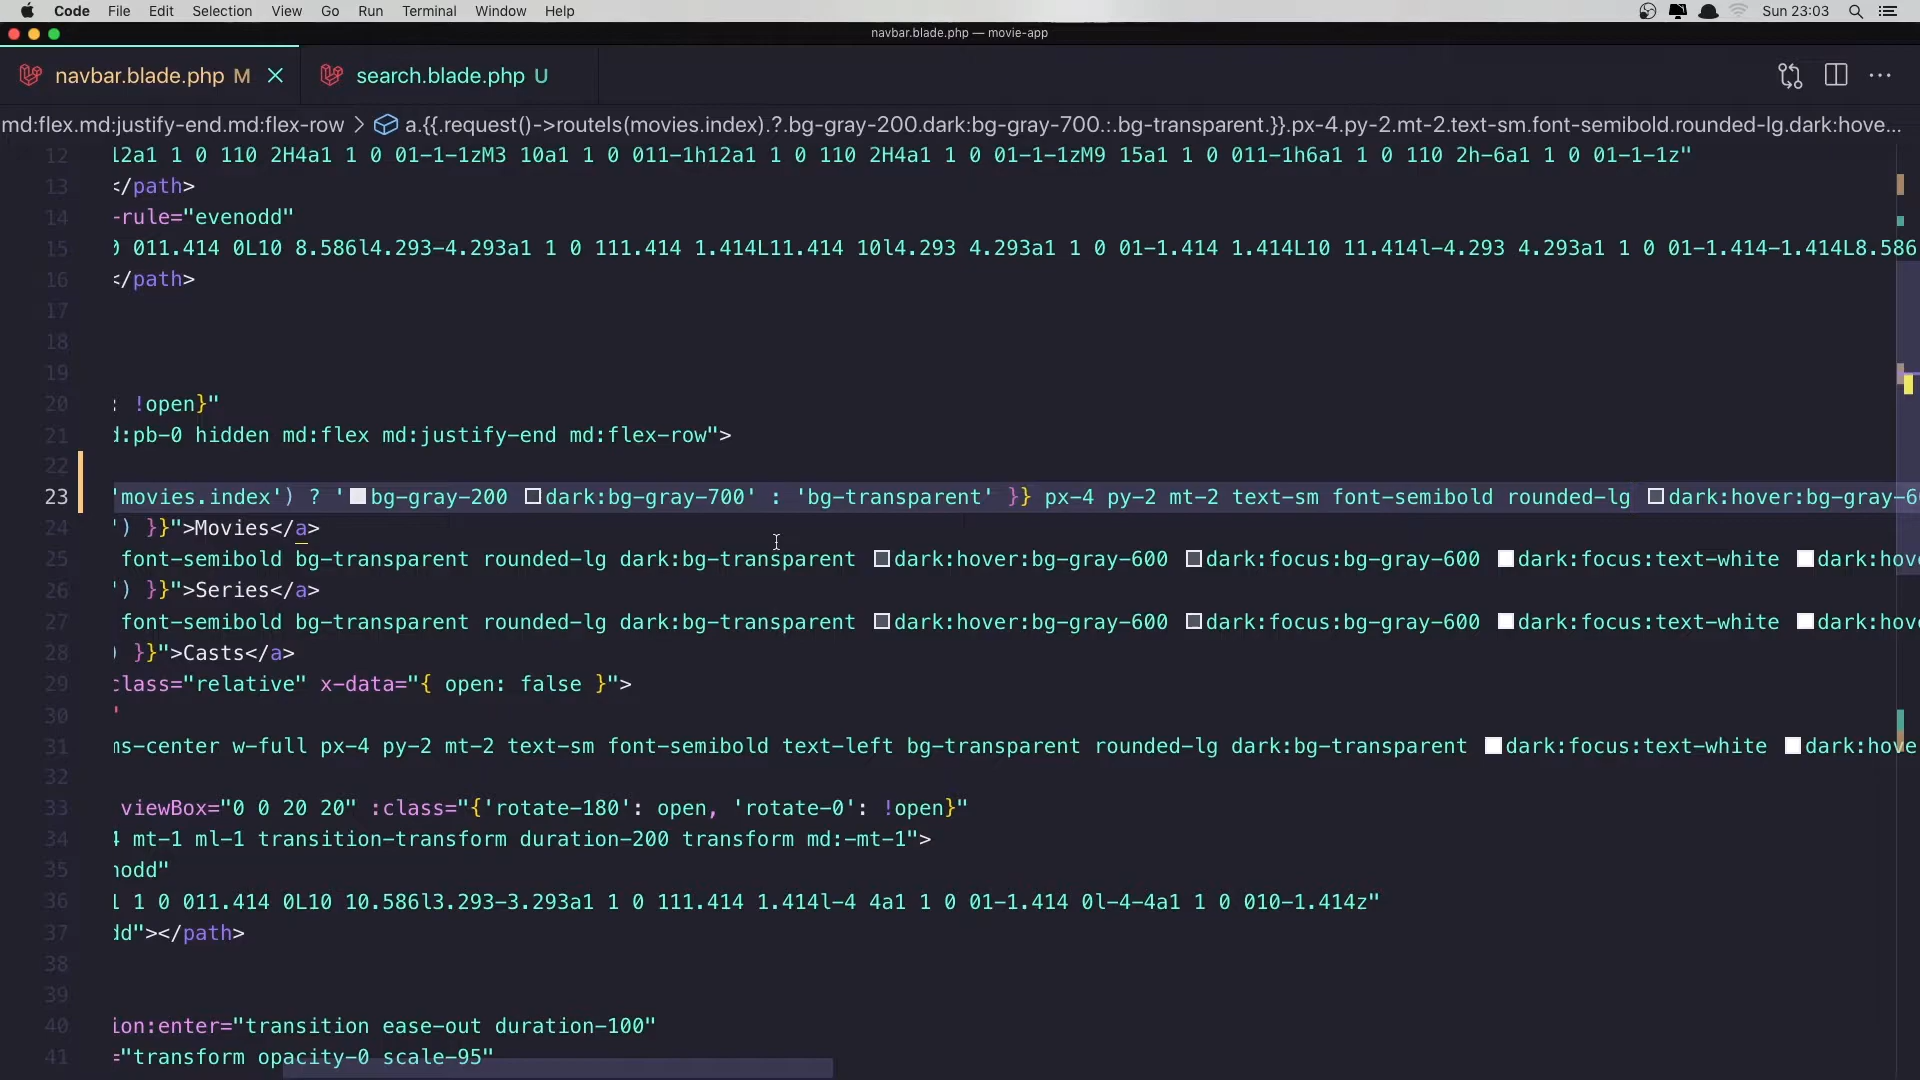 Code File Edit Selection View Go Run Terminal Window Help Sun 23:03
navbar.blade.php — movie-app
navbar.blade.php M search.blade.php U
md:flex.md:justify-end.md:flex-row > a.{{.request()->routeIs(movies.index).?.bg-gray-200.dark:bg-gray-700.:.bg-transparent.}}.px-4.py-2.mt-2.text-sm.font-semibold.rounded-lg.dark:hove...
12 12a1 1 0 110 2H4a1 1 0 01-1-1zM3 10a1 1 0 011-1h12a1 1 0 110 2H4a1 1 0 01-1-1zM9 15a1 1 0 011-1h6a1 1 0 110 2h-6a1 1 0 01-1-1z"
13 </path>
14 -rule="evenodd"
15 0 011.414 0L10 8.586l4.293-4.293a1 1 0 111.414 1.414L11.414 10l4.293 4.293a1 1 0 01-1.414 1.414L10 11.414l-4.293 4.293a1 1 0 01-1.414-1.414L8.586
16 </path>
17
18
19
20 : !open}"
21 d:pb-0 hidden md:flex md:justify-end md:flex-row">
22
23 'movies.index') ? 'bg-gray-200 dark:bg-gray-700' : 'bg-transparent' }} px-4 py-2 mt-2 text-sm font-semibold rounded-lg dark:hover:bg-gray-6
24 ') }}">Movies</a>
25 font-semibold bg-transparent rounded-lg dark:bg-transparent dark:hover:bg-gray-600 dark:focus:bg-gray-600 dark:focus:text-white dark:hov
26 ') }}">Series</a>
27 font-semibold bg-transparent rounded-lg dark:bg-transparent dark:hover:bg-gray-600 dark:focus:bg-gray-600 dark:focus:text-white dark:hov
28 ) }}">Casts</a>
29 class="relative" x-data="{ open: false }">
30 "
31 ms-center w-full px-4 py-2 mt-2 text-sm font-semibold text-left bg-transparent rounded-lg dark:bg-transparent dark:focus:text-white dark:hove
32
33 viewBox="0 0 20 20" :class="{'rotate-180': open, 'rotate-0': !open}"
34 4 mt-1 ml-1 transition-transform duration-200 transform md:-mt-1">
35 nodd"
36 1 1 0 011.414 0L10 10.586l3.293-3.293a1 1 0 111.414 1.414l-4 4a1 1 0 01-1.414 0l-4-4a1 1 0 010-1.414z"
37 dd"></path>
38
39
40 ion:enter="transition ease-out duration-100"
41 ="transform opacity-0 scale-95"